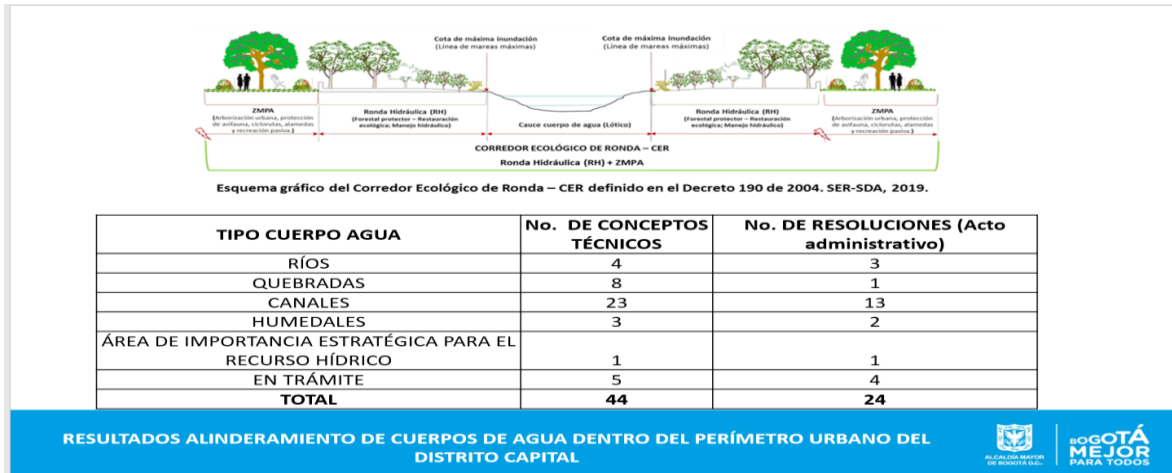 Cota de máxima inundación
(Línea de mareas máximas)
Cota de máxima inundación
(Línea de mareas máximas)
ZMPA
(Arborización urbana, protección
de avifauna, ciclorutas, alamedas
y recreación pasiva.)
Ronda Hidráulica (RH)
(Forestal protector – Restauración
ecológica; Manejo hidráulico)
Cauce cuerpo de agua (Lótico)
Ronda Hidráulica (RH)
(Forestal protector – Restauración
ecológica; Manejo hidráulico)
ZMPA
(Arborización urbana, protección
de avifauna, ciclorutas, alamedas
y recreación pasiva.)
CORREDOR ECOLÓGICO DE RONDA – CER
Ronda Hidráulica (RH) + ZMPA
Esquema gráfico del Corredor Ecológico de Ronda – CER definido en el Decreto 190 de 2004. SER-SDA, 2019.
TIPO CUERPO AGUA
No. DE CONCEPTOS
TÉCNICOS
No. DE RESOLUCIONES (Acto
administrativo)
RÍOS 4 3
QUEBRADAS 8 1
CANALES 23 13
HUMEDALES 3 2
ÁREA DE IMPORTANCIA ESTRATÉGICA PARA EL
RECURSO HÍDRICO 1 1
EN TRÁMITE 5 4
TOTAL 44 24
RESULTADOS ALINDERAMIENTO DE CUERPOS DE AGUA DENTRO DEL PERÍMETRO URBANO DEL
DISTRITO CAPITAL
ALCALDÍA MAYOR
DE BOGOTÁ D.C.
BOGOTÁ
MEJOR
PARA TODOS